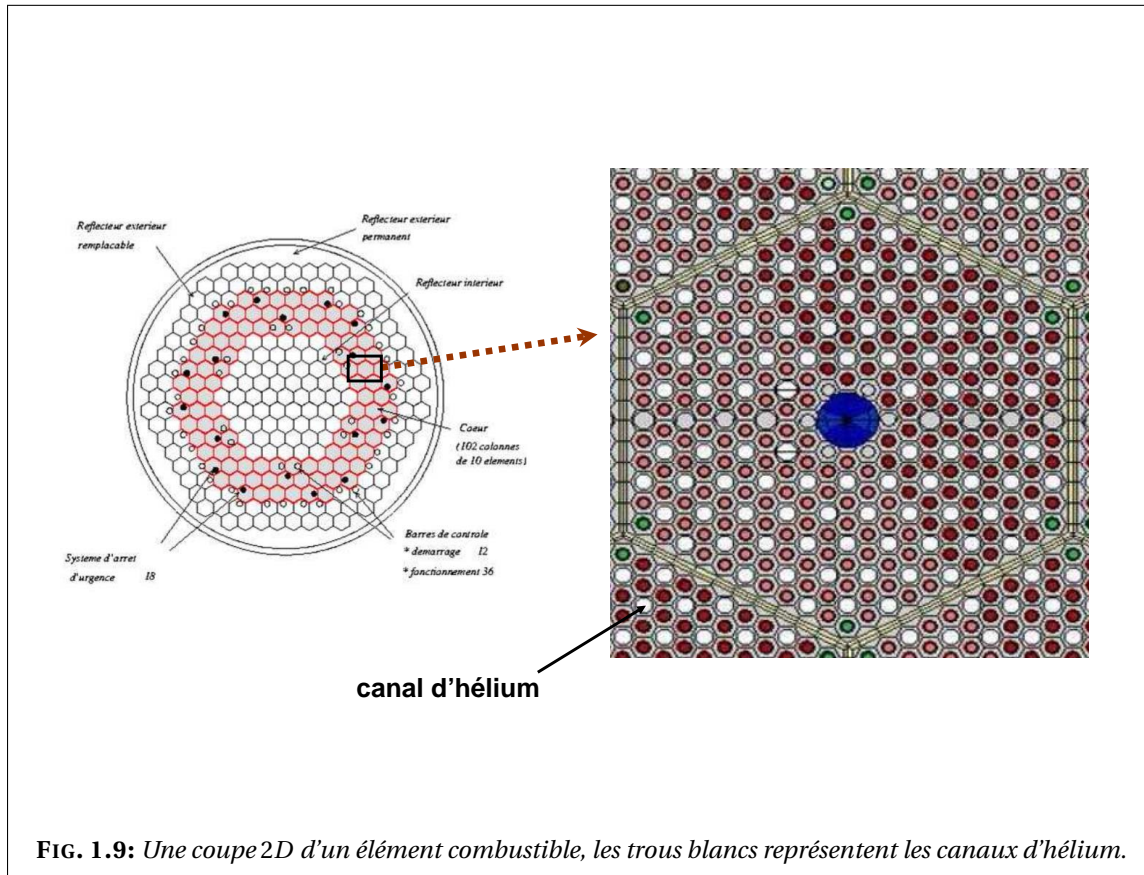 Reflecteur exterieur
remplacable
Reflecteur exterieur
permanent
Reflecteur interieur
Coeur
(102 colonnes
de 10 elements)
Barres de controle
* demarrage 12
* fonctionnement 36
Systeme d'arret
d'urgence 18
canal d'hélium
FIG. 1.9: Une coupe 2D d'un élément combustible, les trous blancs représentent les canaux d'hélium.